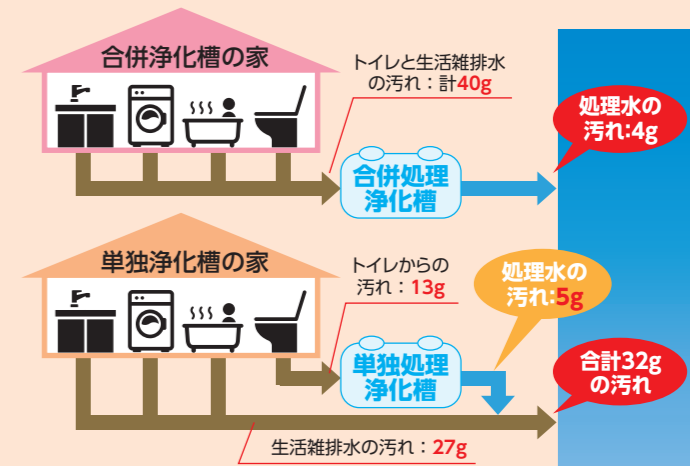 合併浄化槽の家
トイレと生活雑排水
の汚れ：計40g
処理水の
汚れ:4g
合併処理
浄化槽
単独浄化槽の家
トイレからの
汚れ：13g
処理水の
汚れ:5g
単独処理
浄化槽
合計32g
の汚れ
生活雑排水の汚れ：27g